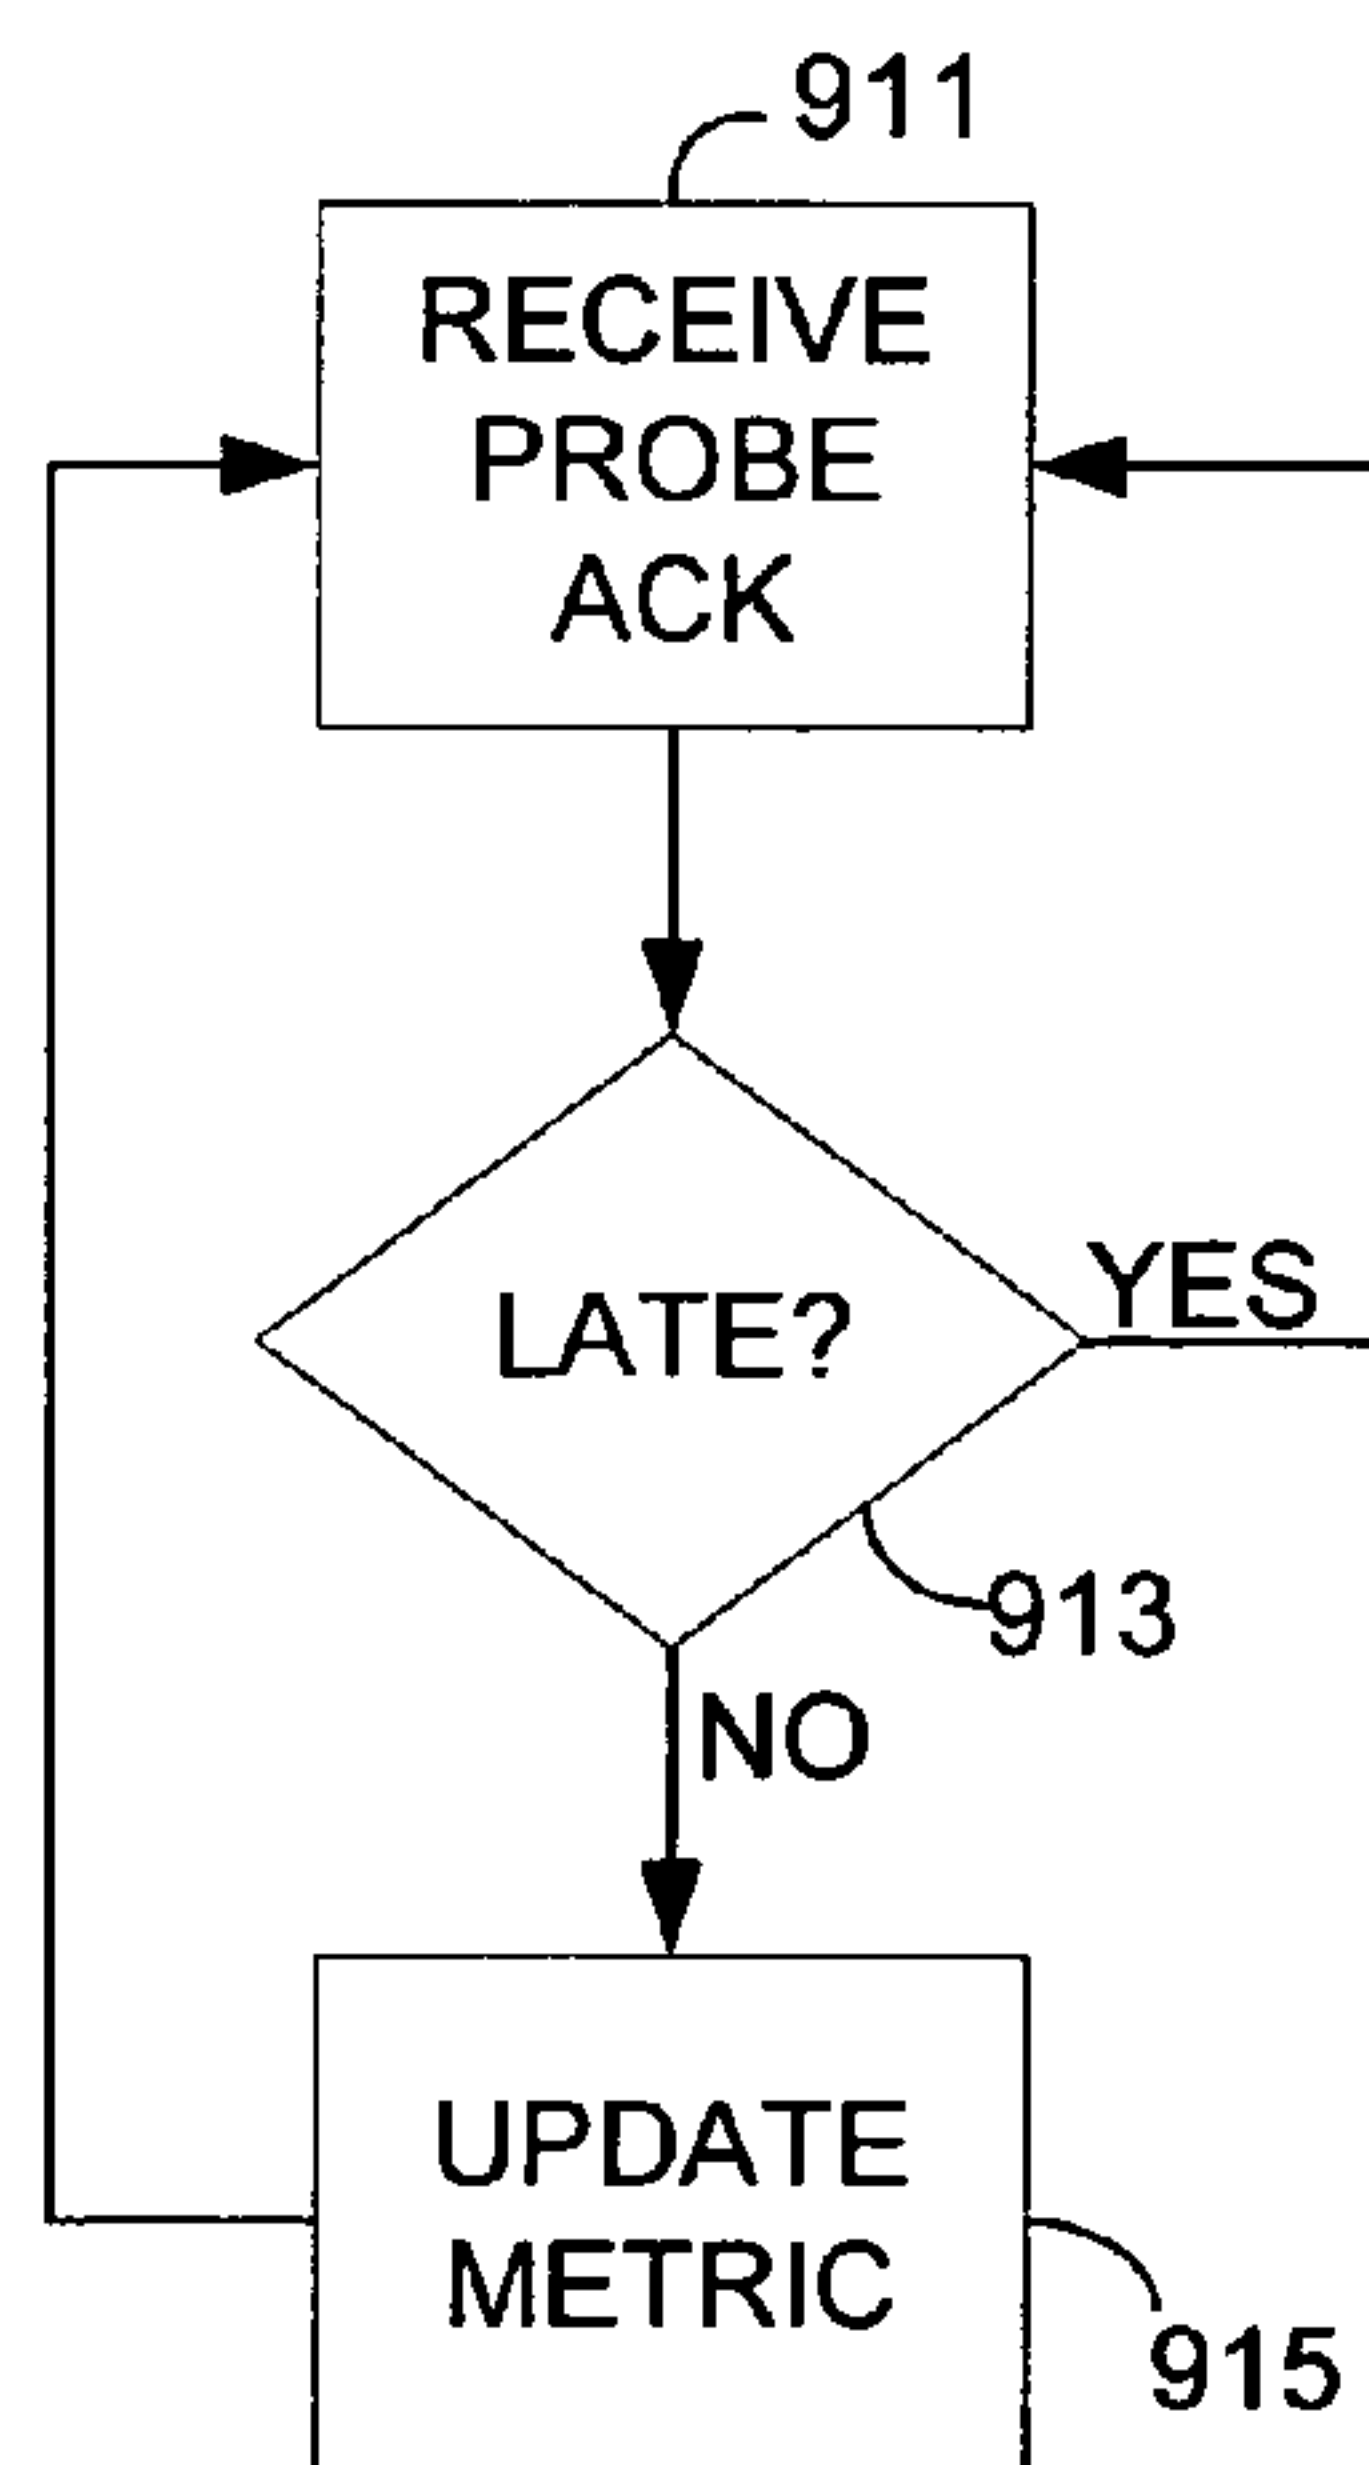 911
RECEIVE
PROBE
ACK
LATE?
YES
913
NO
UPDATE
METRIC
915